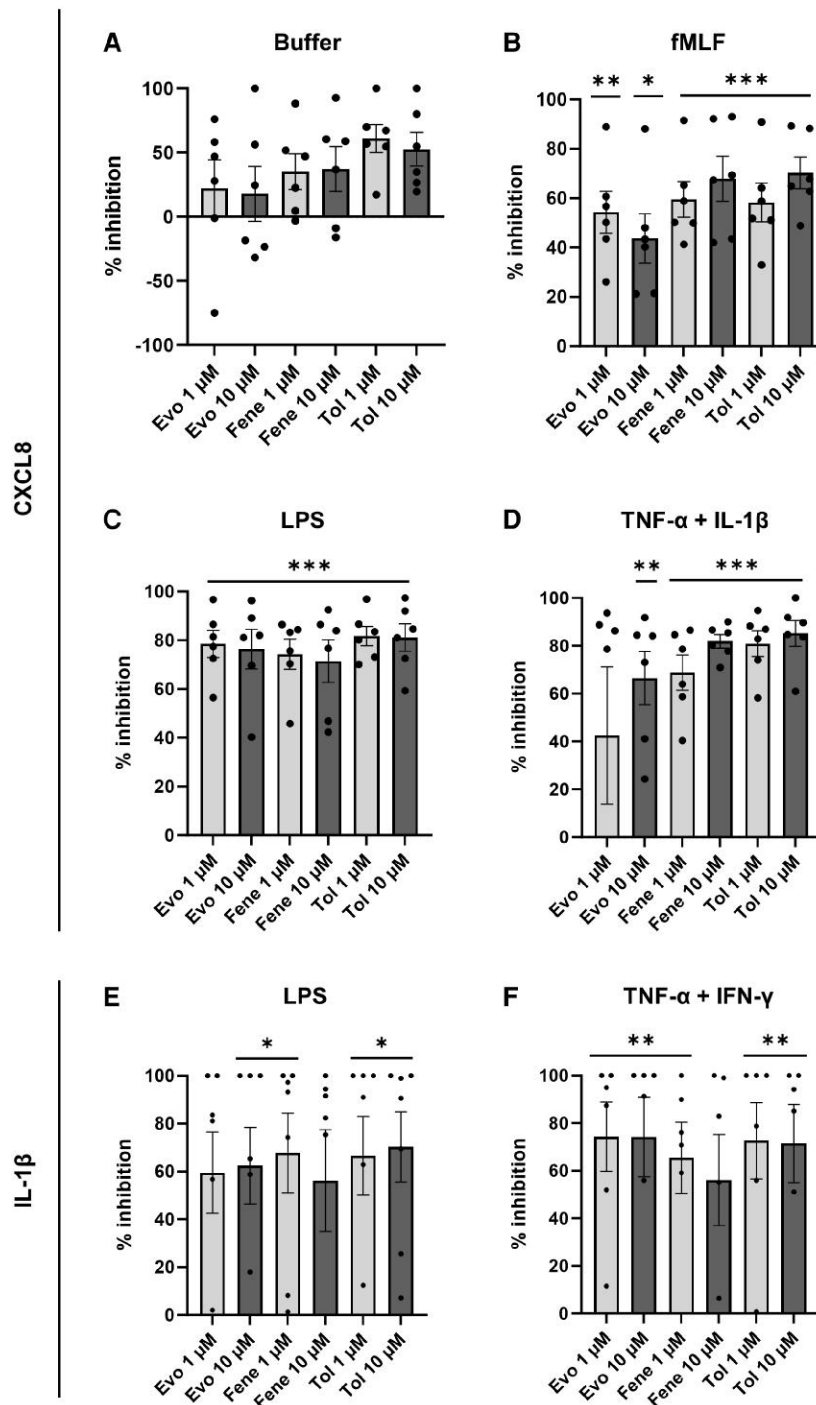 CXCL8
A
Buffer
% inhibition
100
50
0
-50
-100
Evo 1 µM
Evo 10 µM
Fene 1 µM
Fene 10 µM
Tol 1 µM
Tol 10 µM
B
fMLF
**
*
***
% inhibition
100
80
60
40
20
0
Evo 1 µM
Evo 10 µM
Fene 1 µM
Fene 10 µM
Tol 1 µM
Tol 10 µM
C
LPS
***
% inhibition
100
80
60
40
20
0
Evo 1 µM
Evo 10 µM
Fene 1 µM
Fene 10 µM
Tol 1 µM
Tol 10 µM
D
TNF-α + IL-1β
**
***
% inhibition
100
80
60
40
20
0
Evo 1 µM
Evo 10 µM
Fene 1 µM
Fene 10 µM
Tol 1 µM
Tol 10 µM
IL-1β
E
LPS
*
*
% inhibition
100
80
60
40
20
0
Evo 1 µM
Evo 10 µM
Fene 1 µM
Fene 10 µM
Tol 1 µM
Tol 10 µM
F
TNF-α + IFN-γ
**
**
% inhibition
100
80
60
40
20
0
Evo 1 µM
Evo 10 µM
Fene 1 µM
Fene 10 µM
Tol 1 µM
Tol 10 µM